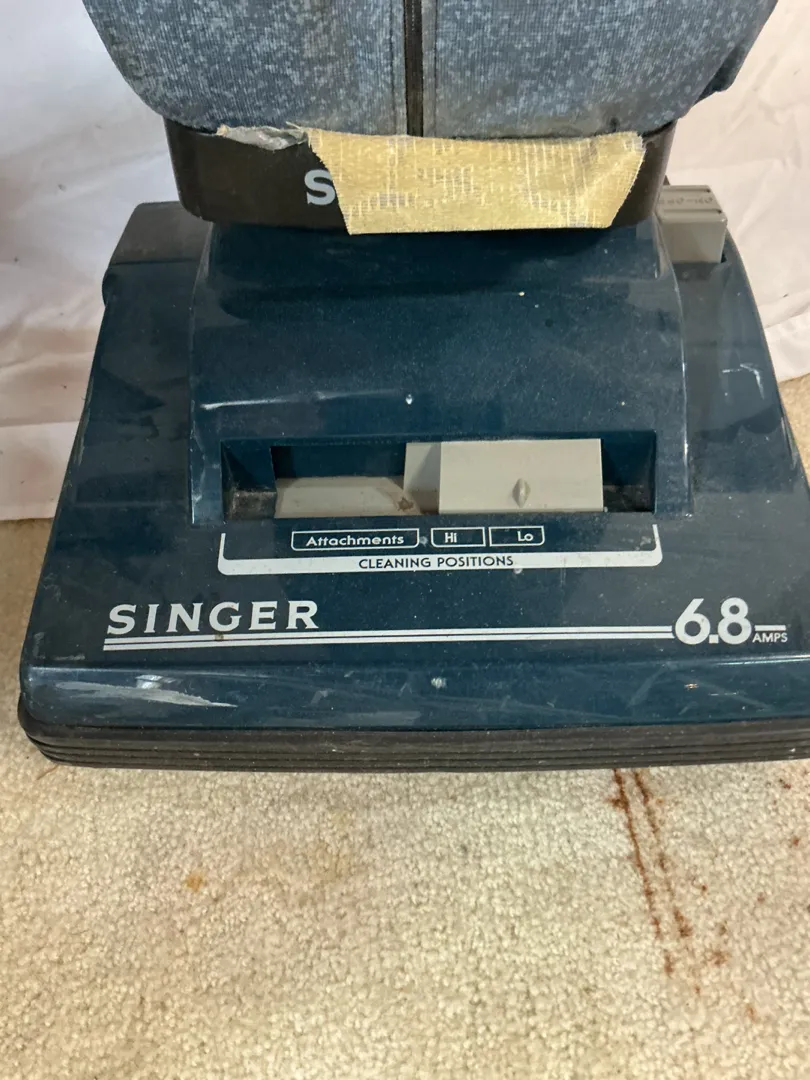 S
Attachments Hi Lo
CLEANING POSITIONS
SINGER 6.8 AMPS